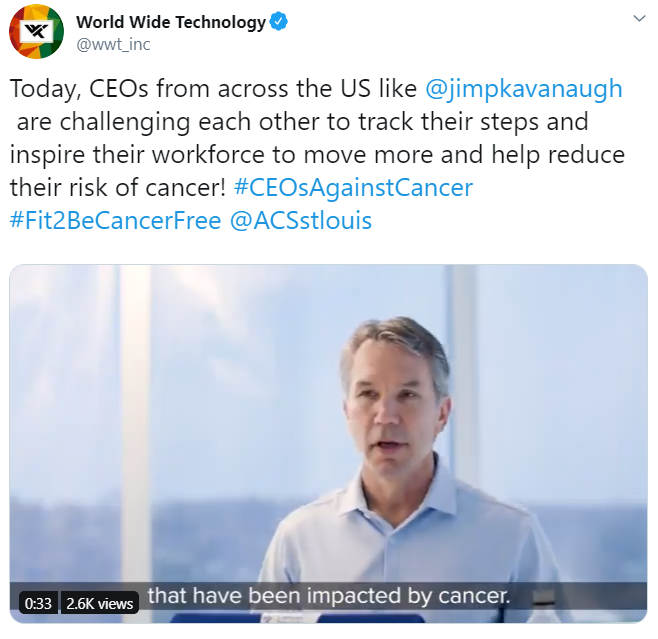 World Wide Technology
@wwt_inc
Today, CEOs from across the US like @jimpkavanaugh
are challenging each other to track their steps and
inspire their workforce to move more and help reduce
their risk of cancer! #CEOsAgainstCancer
#Fit2BeCancerFree @ACSstlouis
that have been impacted by cancer.
0:33 2.6K views